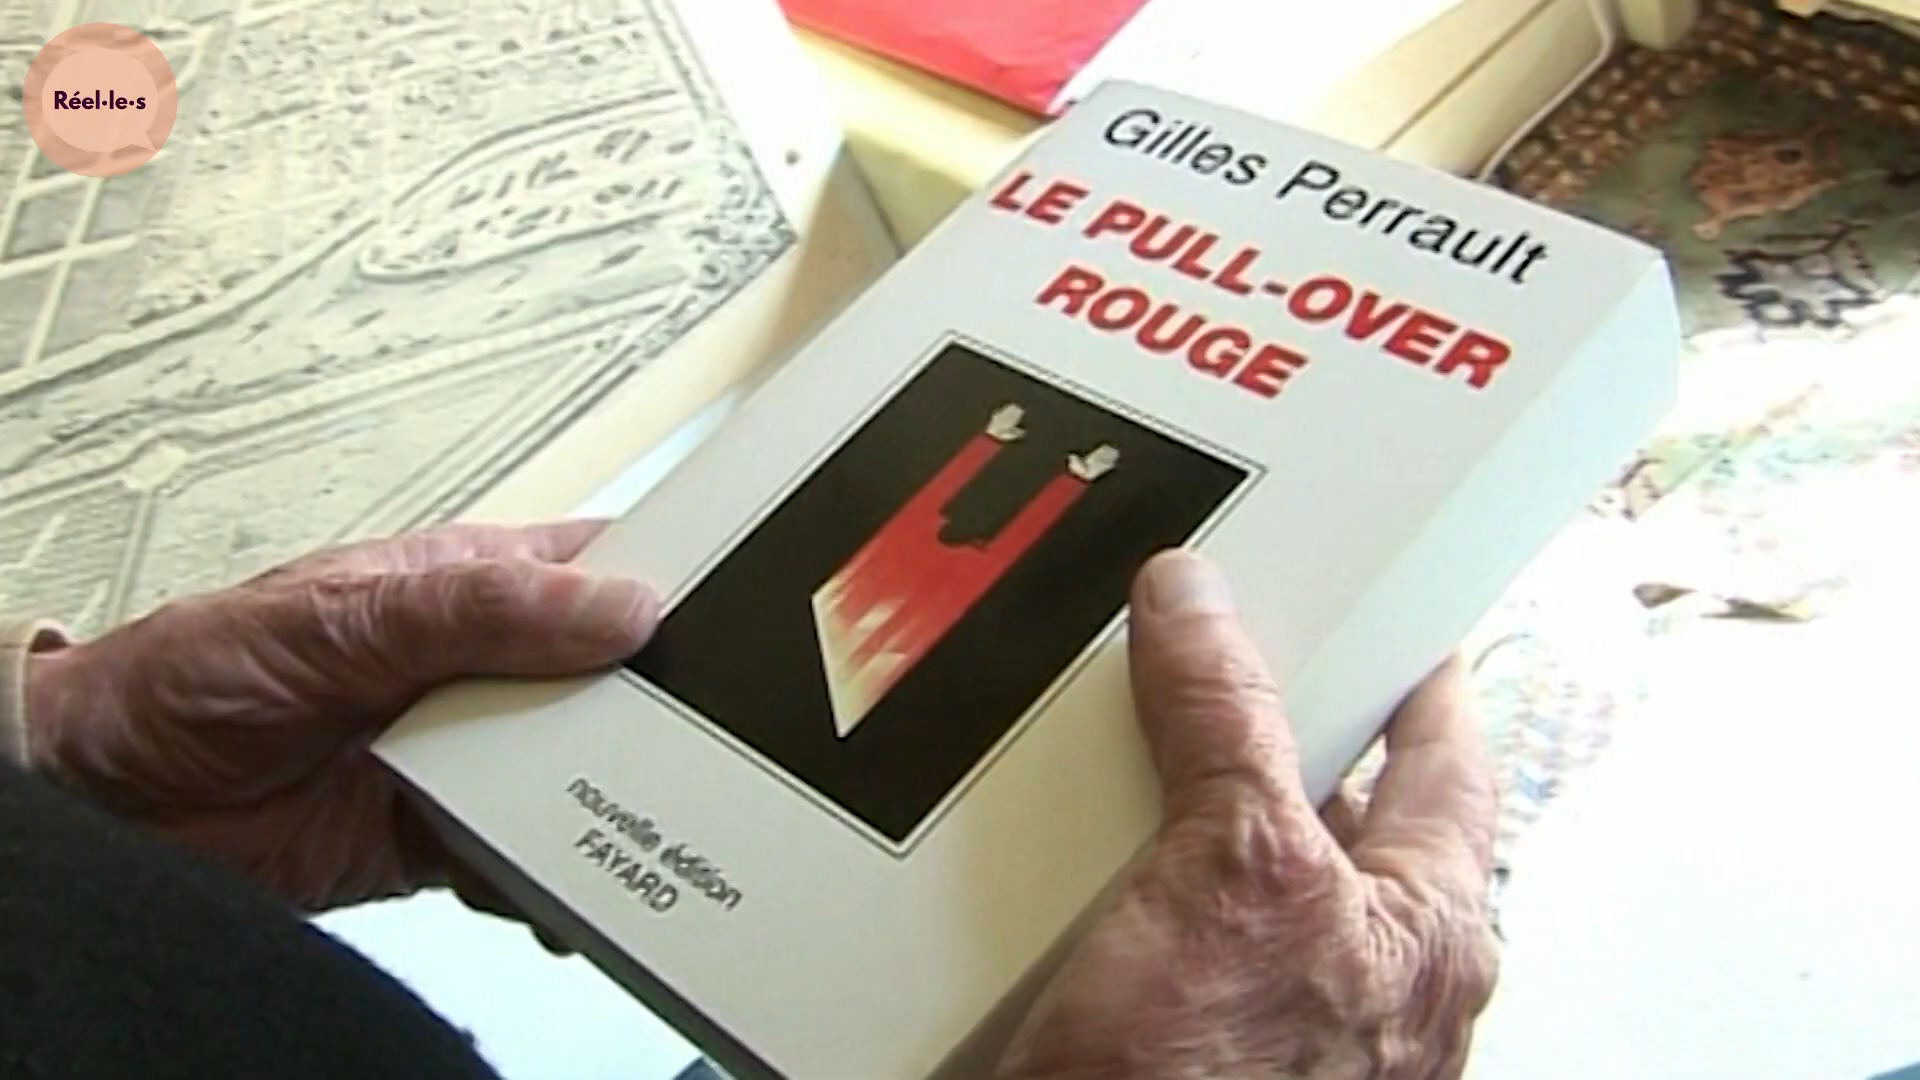 Réel·le·s
Gilles Perrault
LE PULL-OVER
ROUGE
nouvelle édition
FAYARD